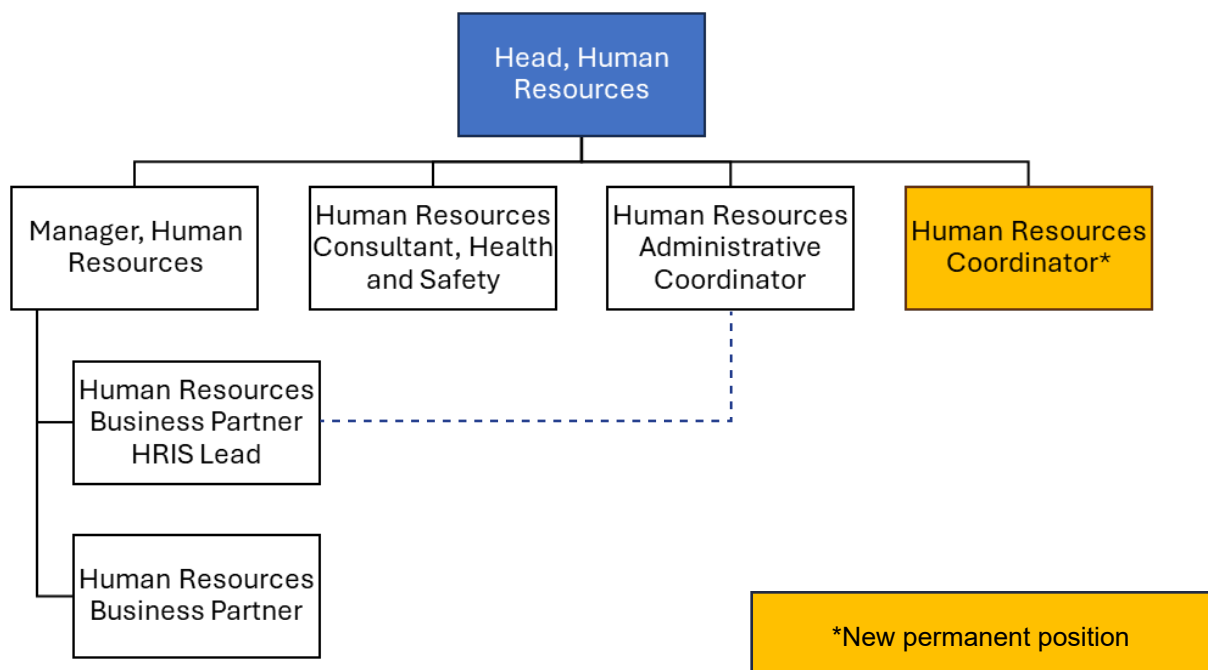 Head, Human
Resources
Manager, Human
Resources
Human Resources
Consultant, Health
and Safety
Human Resources
Administrative
Coordinator
Human Resources
Coordinator*
Human Resources
Business Partner
HRIS Lead
Human Resources
Business Partner
*New permanent position